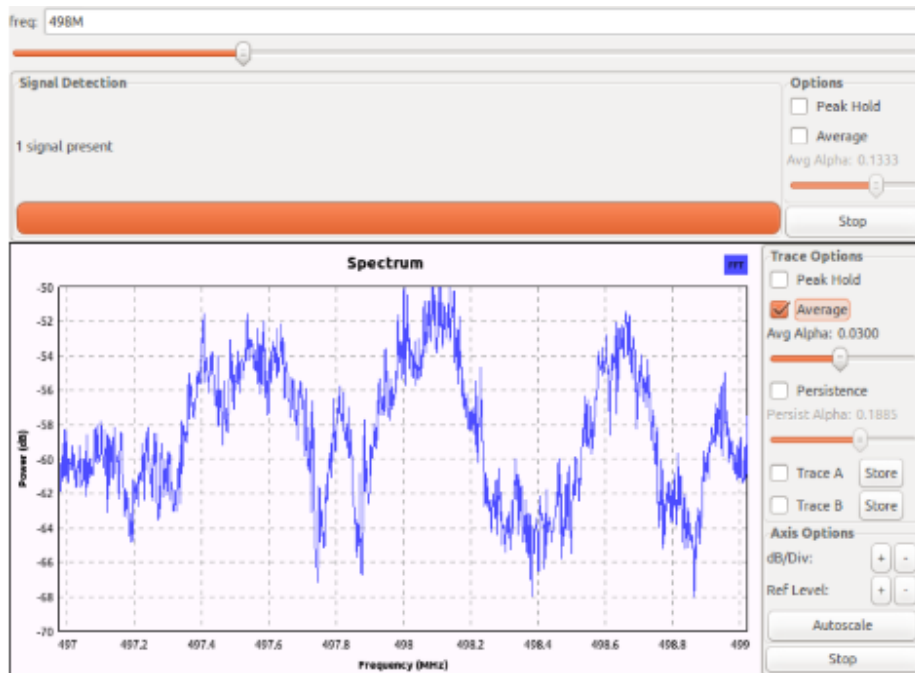 freq: 498M
Signal Detection
1 signal present
Options
Peak Hold
Average
Avg Alpha: 0.1333
Stop
Spectrum
FFT
Power (dB)
-50
-52
-54
-56
-58
-60
-62
-64
-66
-68
-70
497 497.2 497.4 497.6 497.8 498 498.2 498.4 498.6 498.8 499
Frequency (MHz)
Trace Options
Peak Hold
Average
Avg Alpha: 0.0300
Persistence
Persist Alpha: 0.1885
Trace A Store
Trace B Store
Axis Options
dB/Div: + -
Ref Level: + -
Autoscale
Stop